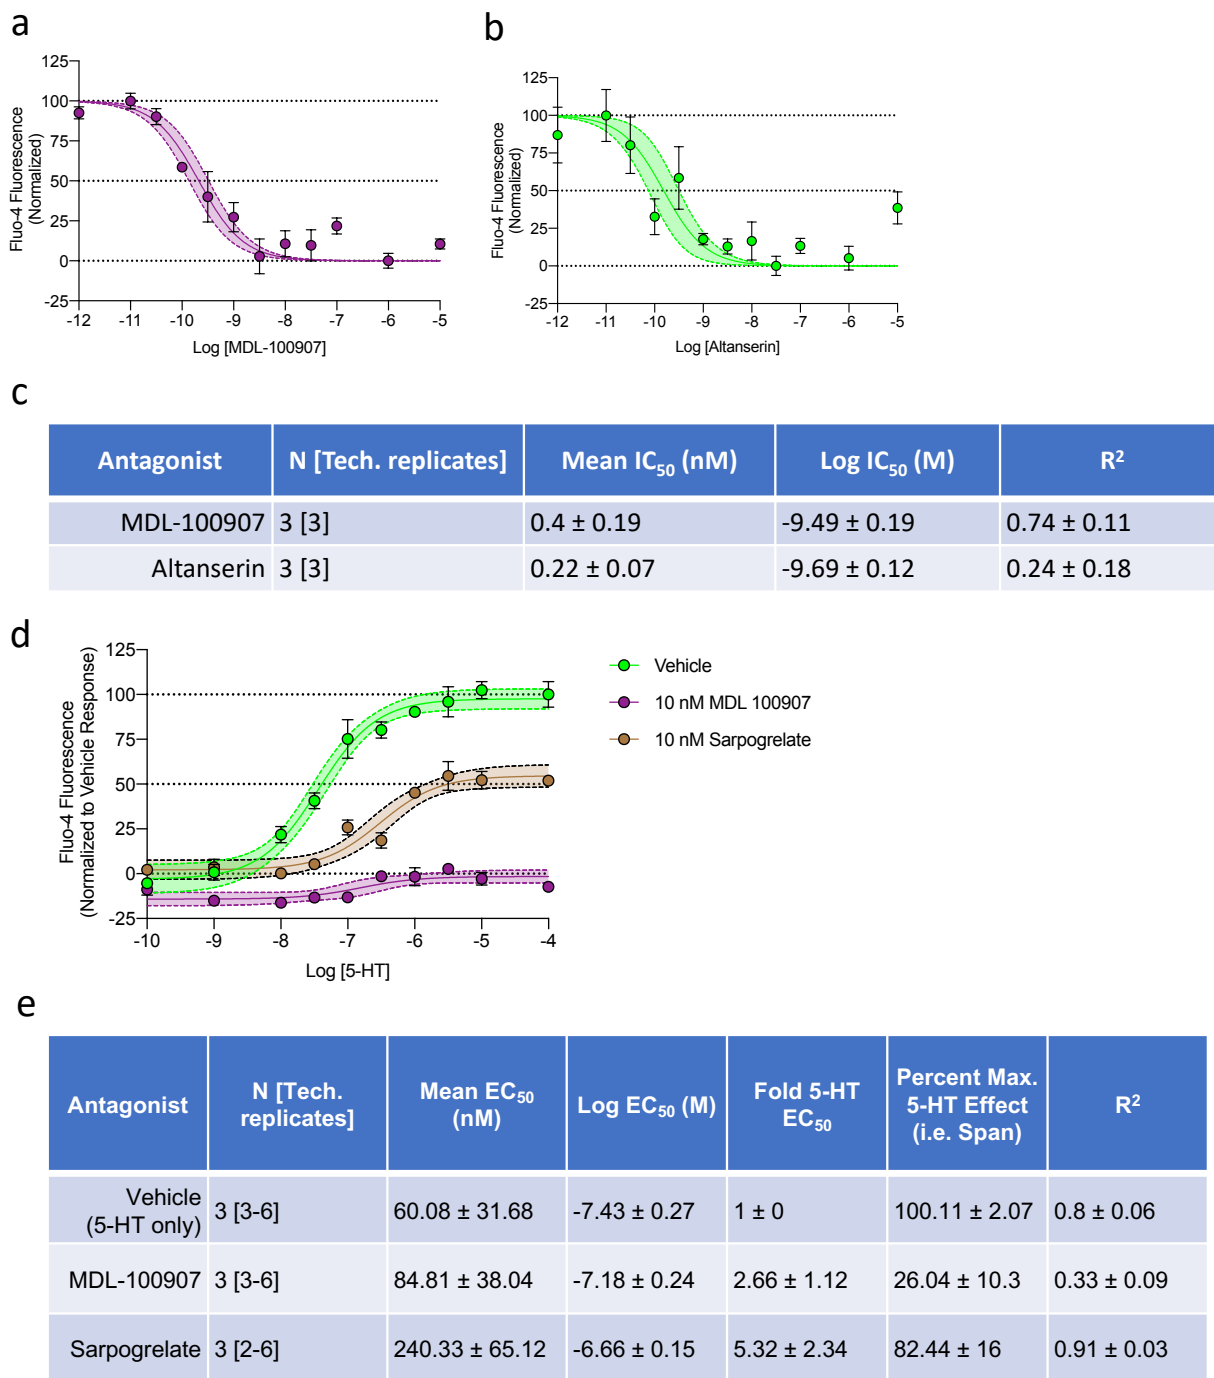 a
125
100
75
50
25
0
-25
Fluo-4 Fluorescence
(Normalized)
-12 -11 -10 -9 -8 -7 -6 -5
Log [MDL-100907]
b
125
100
75
50
25
0
-25
Fluo-4 Fluorescence
(Normalized)
-12 -11 -10 -9 -8 -7 -6 -5
Log [Altanserin]
c
Antagonist N [Tech. replicates] Mean IC50 (nM) Log IC50 (M) R2
MDL-100907 3 [3] 0.4 ± 0.19 -9.49 ± 0.19 0.74 ± 0.11
Altanserin 3 [3] 0.22 ± 0.07 -9.69 ± 0.12 0.24 ± 0.18
d
125
100
75
50
25
0
-25
Fluo-4 Fluorescence
(Normalized to Vehicle Response)
-10 -9 -8 -7 -6 -5 -4
Log [5-HT]
Vehicle
10 nM MDL 100907
10 nM Sarpogrelate
e
Antagonist
N [Tech.
replicates]
Mean EC50
(nM)
Log EC50 (M)
Fold 5-HT
EC50
Percent Max.
5-HT Effect
(i.e. Span)
R2
Vehicle
(5-HT only)
3 [3-6] 60.08 ± 31.68 -7.43 ± 0.27 1 ± 0 100.11 ± 2.07 0.8 ± 0.06
MDL-100907 3 [3-6] 84.81 ± 38.04 -7.18 ± 0.24 2.66 ± 1.12 26.04 ± 10.3 0.33 ± 0.09
Sarpogrelate 3 [2-6] 240.33 ± 65.12 -6.66 ± 0.15 5.32 ± 2.34 82.44 ± 16 0.91 ± 0.03